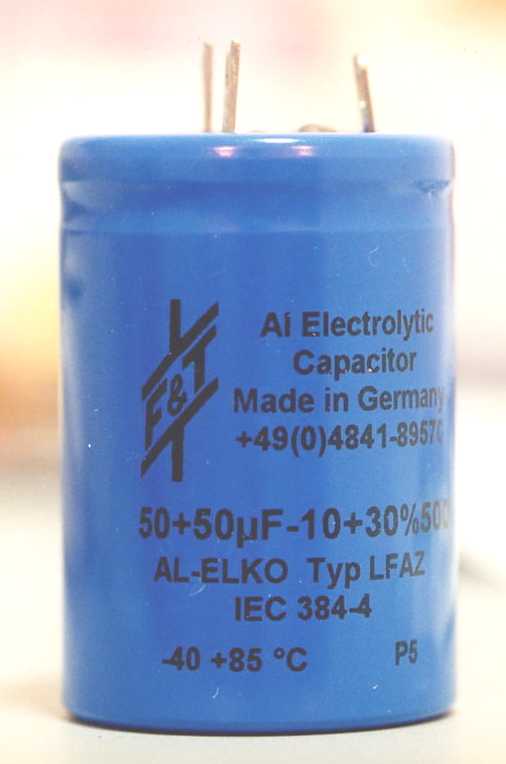 F&T
Al Electrolytic
Capacitor
Made in Germany
+49(0)4841-8957
50+50µF-10+30%500
AL-ELKO Typ LFAZ
IEC 384-4
-40 +85 °C P5